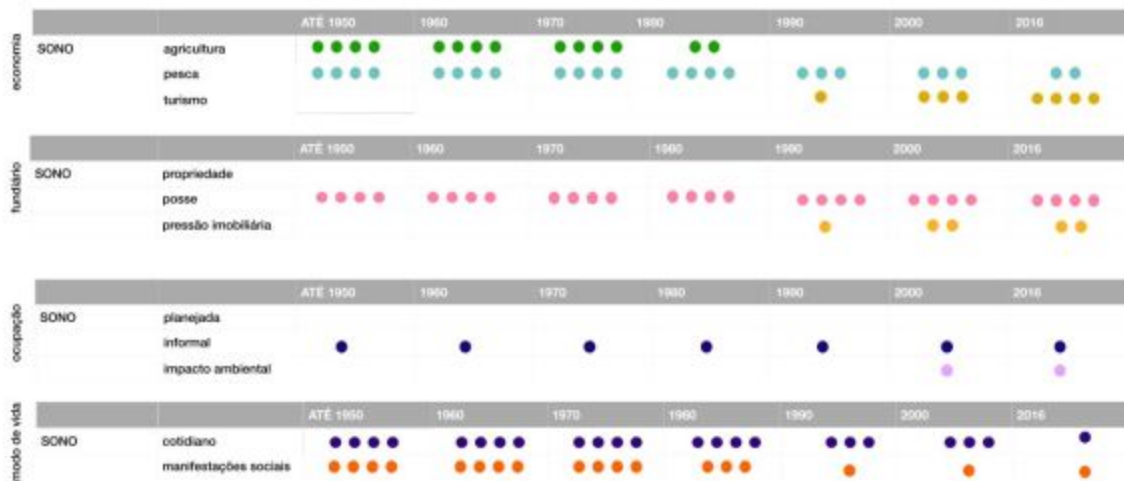 economia
ATÉ 1950 1960 1970 1980 1990 2000 2016
SONO agricultura
pesca
turismo
fundiário
ATÉ 1950 1960 1970 1980 1990 2000 2016
SONO propriedade
posse
pressão imobiliária
ocupação
ATÉ 1950 1960 1970 1980 1990 2000 2016
SONO planejada
informal
impacto ambiental
modo de vida
ATÉ 1950 1960 1970 1980 1990 2000 2016
SONO cotidiano
manifestações sociais